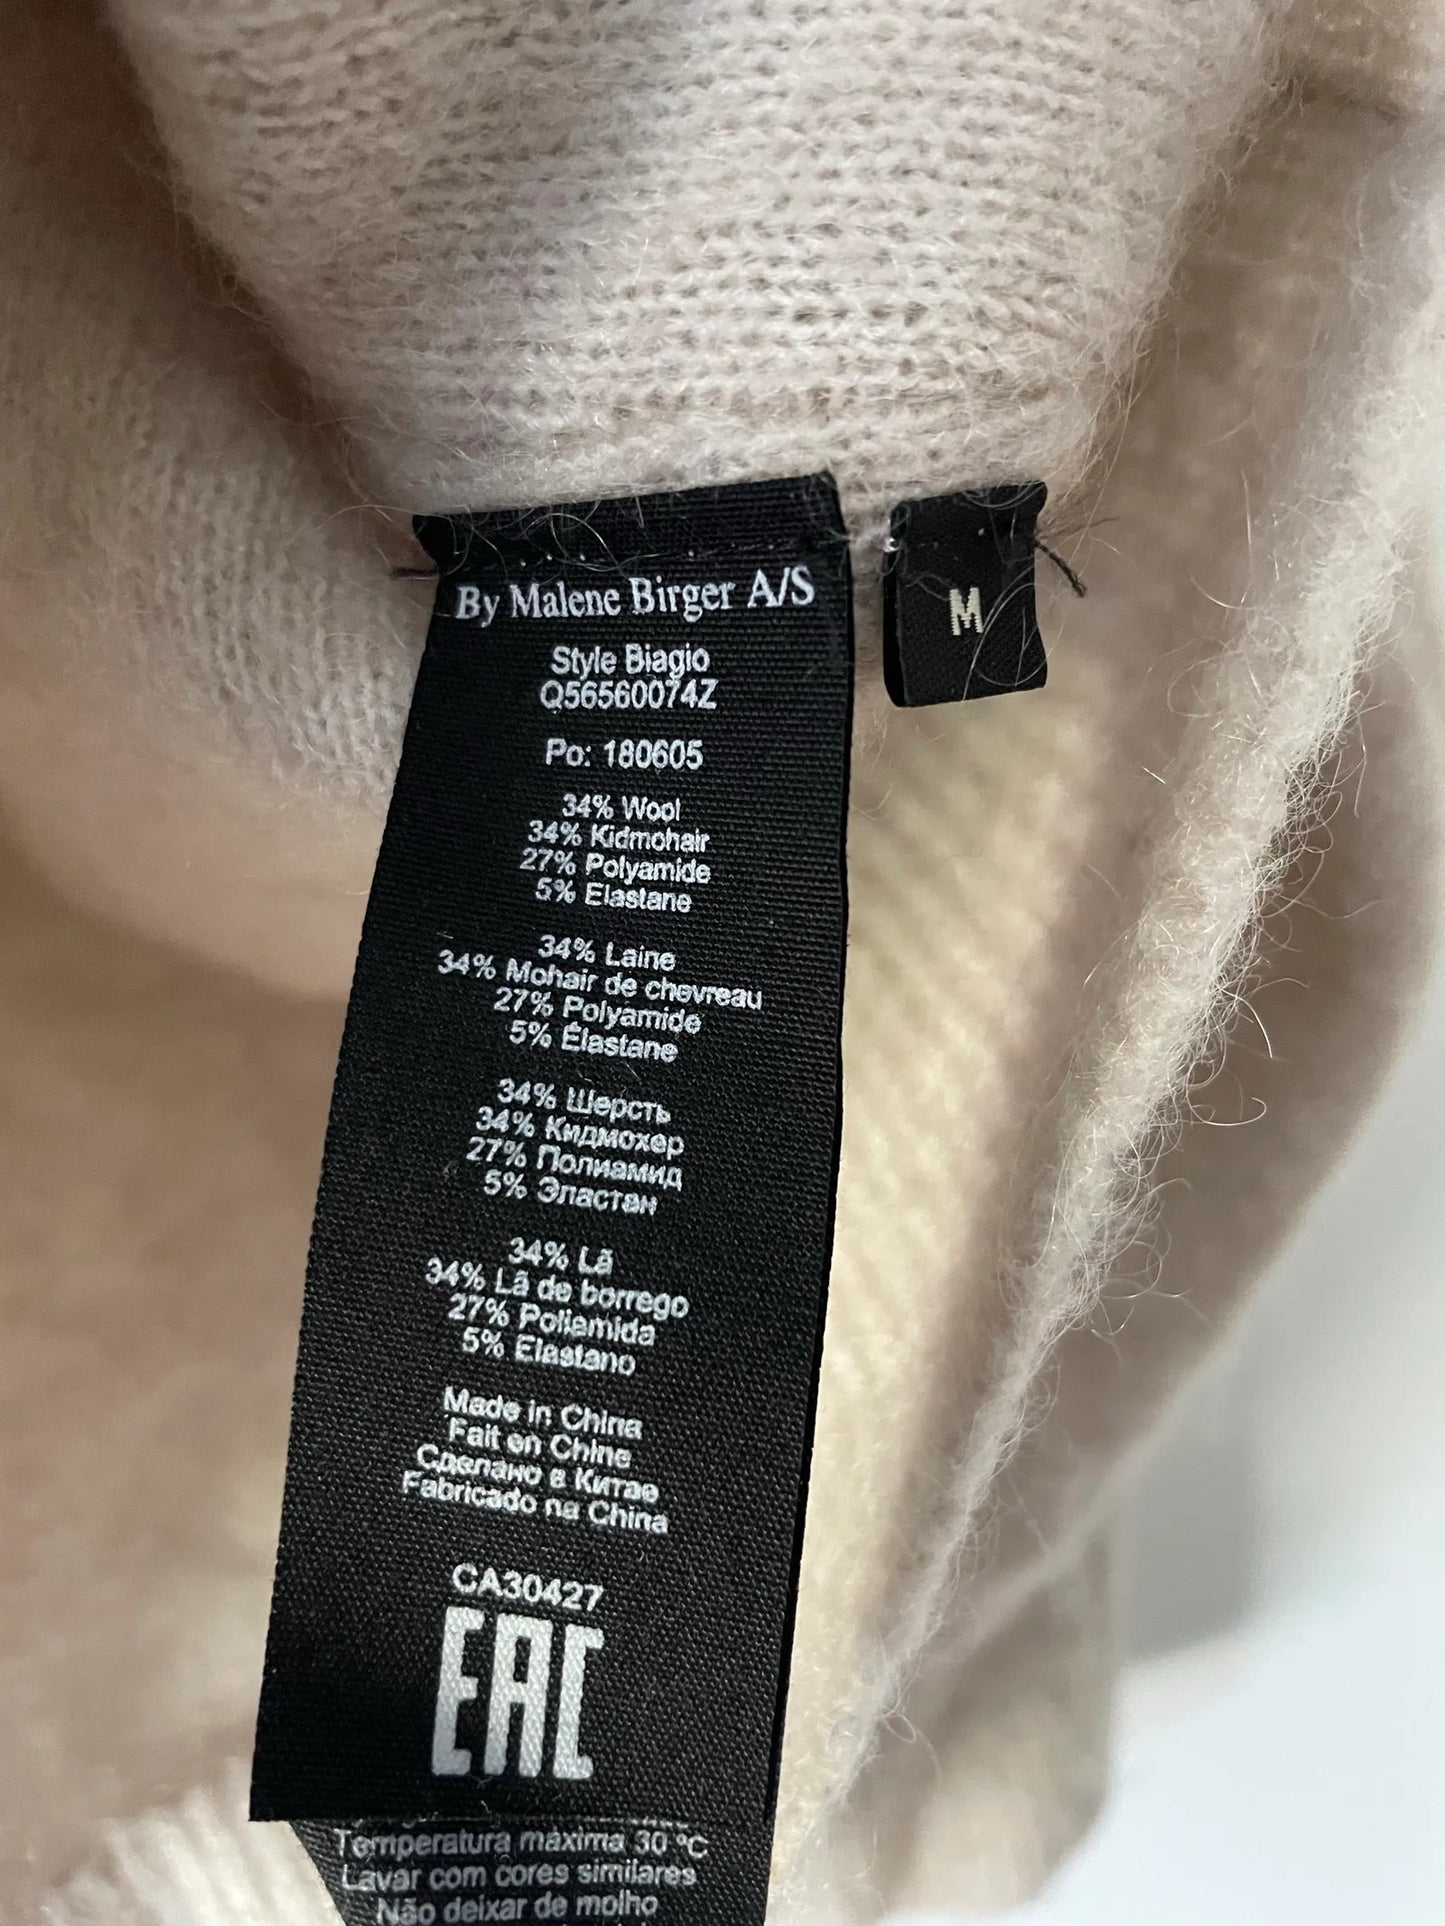 By Malene Birger A/S
M
Style Biagio
Q56560074Z
Po: 180605
34% Wool
34% Kidmohair
27% Polyamide
5% Elastane
34% Laine
34% Mohair de chevreau
27% Polyamide
5% Élastane
34% Шерсть
34% Кидмохер
27% Полиамид
5% Эластан
34% Lã
34% Lã de borrego
27% Poliamida
5% Elastano
Made in China
Fait en Chine
Сделано в Китае
Fabricado na China
CA30427
EAC
Temperatura máxima 30 °C
Lavar com cores similares
Não deixar de molho